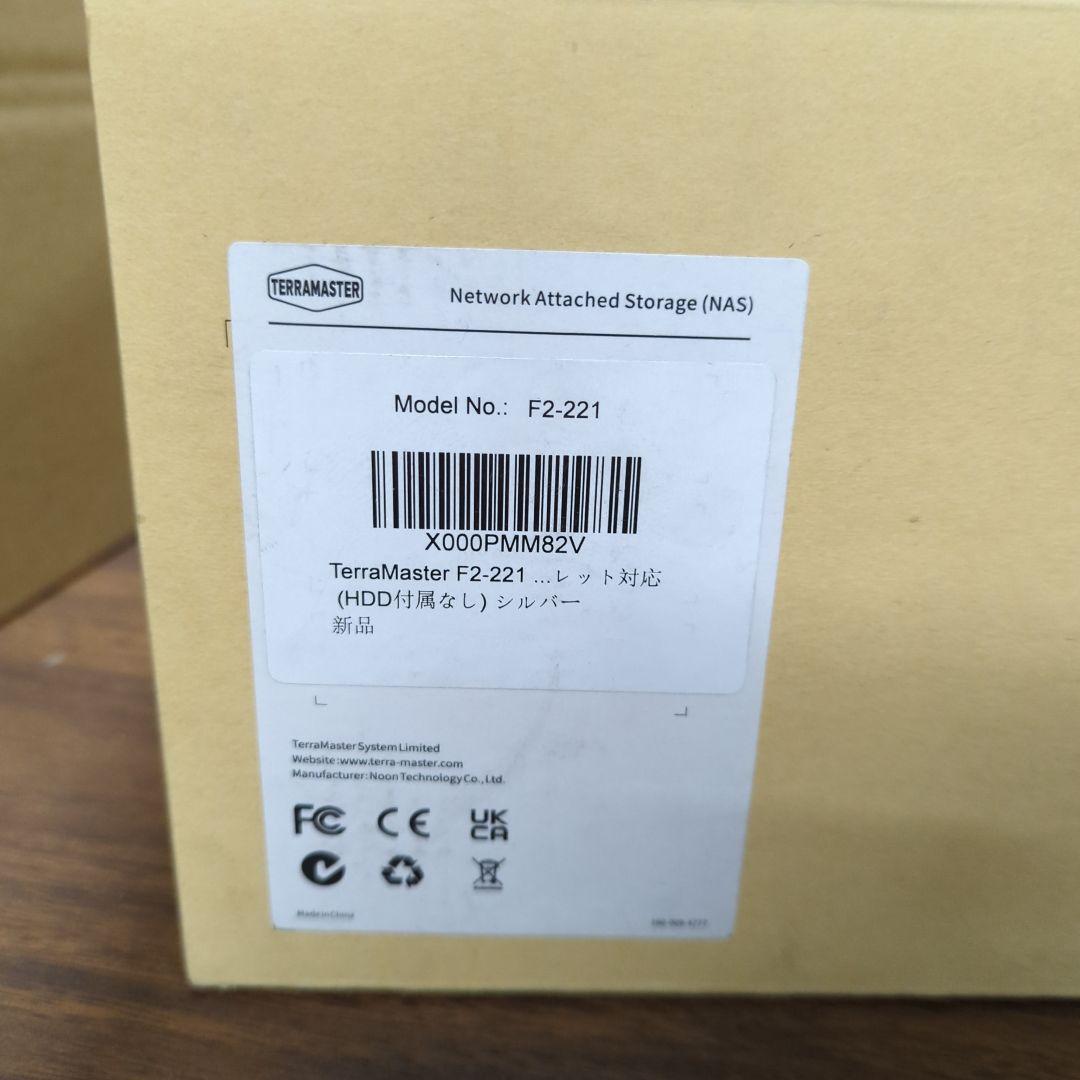 TERRAMASTER
Network Attached Storage (NAS)
Model No.: F2-221
X000PMM82V
TerraMaster F2-221 ...レット対応
(HDD付属なし) シルバー
新品
TerraMaster System Limited
Website:www.terra-master.com
Manufacturer: Noon Technology Co., Ltd.
FC CE UK
CA
Made in China